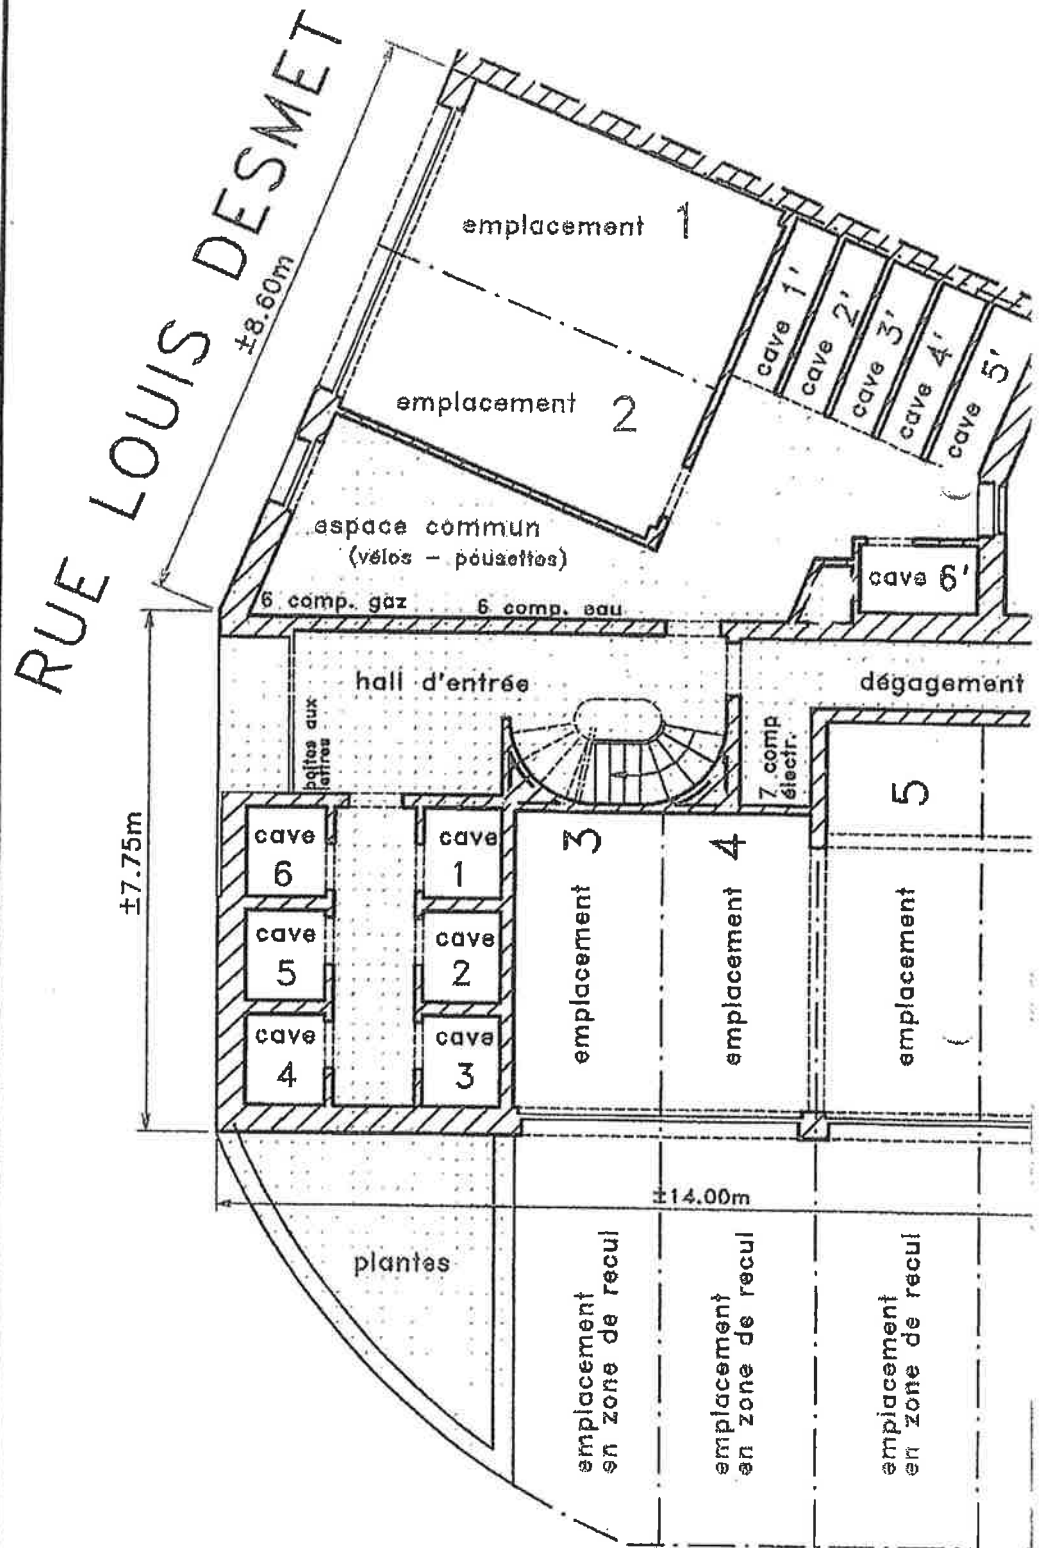 RUE LOUIS DESMET
±8.60m
emplacement 1
emplacement 2
cave 1'
cave 2'
cave 3'
cave 4'
cave 5'
espace commun
(vélos – pousettes)
cave 6'
6 comp. gaz
6 comp. eau
hall d'entrée
dégagement
boîtes aux
lettres
7 comp
électr.
±7.75m
cave
6
cave
1
cave
5
cave
2
cave
4
cave
3
emplacement 3
emplacement 4
emplacement 5
±14.00m
plantes
emplacement
en zone de recul
emplacement
en zone de recul
emplacement
en zone de recul